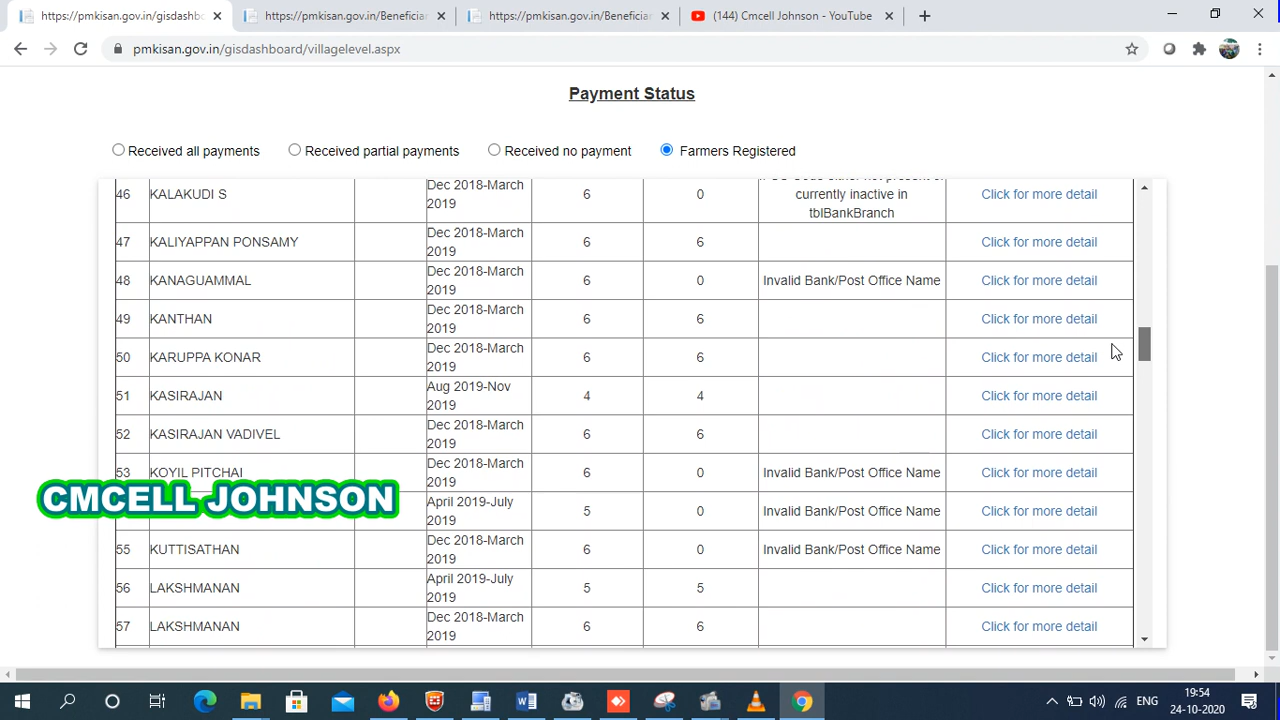 https://pmkisan.gov.in/gisdashbo
https://pmkisan.gov.in/Beneficia
https://pmkisan.gov.in/Beneficia
(144) Cmcell Johnson - YouTube
pmkisan.gov.in/gisdashboard/villagelevel.aspx
Payment Status
Received all payments Received partial payments Received no payment Farmers Registered
46 KALAKUDI S Dec 2018-March 2019 6 0 currently inactive in tblBankBranch Click for more detail
47 KALIYAPPAN PONSAMY Dec 2018-March 2019 6 6 Click for more detail
48 KANAGUAMMAL Dec 2018-March 2019 6 0 Invalid Bank/Post Office Name Click for more detail
49 KANTHAN Dec 2018-March 2019 6 6 Click for more detail
50 KARUPPA KONAR Dec 2018-March 2019 6 6 Click for more detail
51 KASIRAJAN Aug 2019-Nov 2019 4 4 Click for more detail
52 KASIRAJAN VADIVEL Dec 2018-March 2019 6 6 Click for more detail
53 KOYIL PITCHAI Dec 2018-March 2019 6 0 Invalid Bank/Post Office Name Click for more detail
CMCELL JOHNSON
April 2019-July 2019 5 0 Invalid Bank/Post Office Name Click for more detail
55 KUTTISATHAN Dec 2018-March 2019 6 0 Invalid Bank/Post Office Name Click for more detail
56 LAKSHMANAN April 2019-July 2019 5 5 Click for more detail
57 LAKSHMANAN Dec 2018-March 2019 6 6 Click for more detail
ENG
19:54
24-10-2020